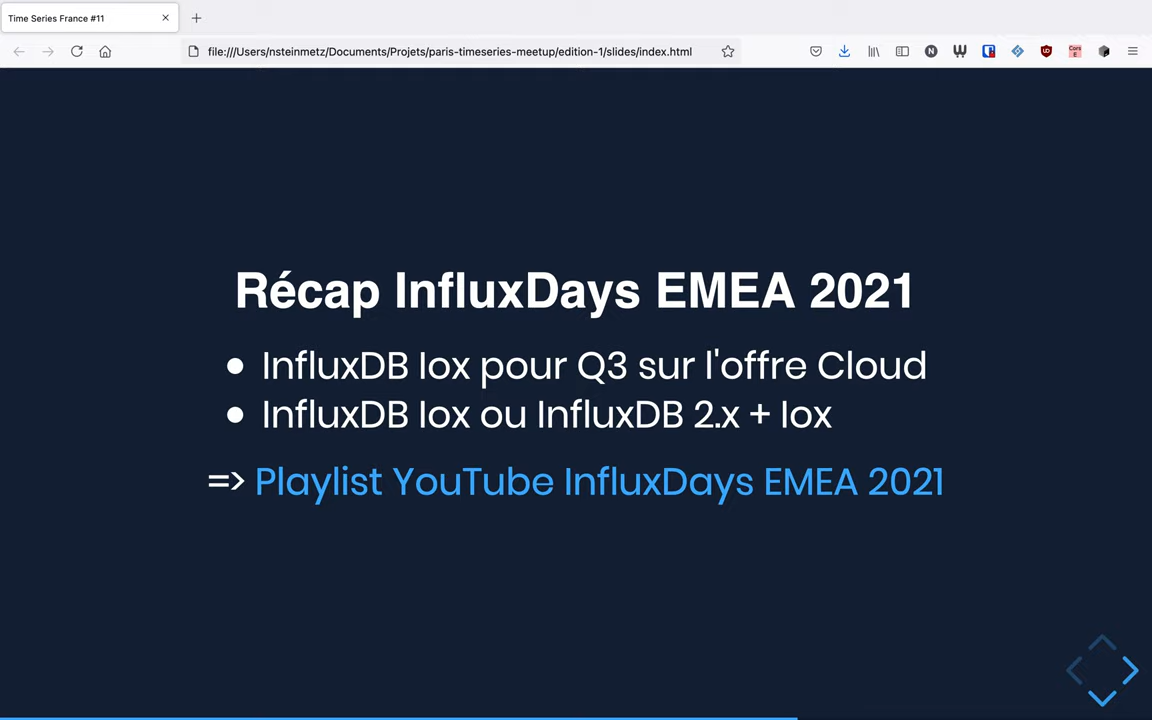 Time Series France #11
file:///Users/nsteinmetz/Documents/Projets/paris-timeseries-meetup/edition-1/slides/index.html
Récap InfluxDays EMEA 2021
InfluxDB Iox pour Q3 sur l'offre Cloud
InfluxDB Iox ou InfluxDB 2.x + Iox
=> Playlist YouTube InfluxDays EMEA 2021